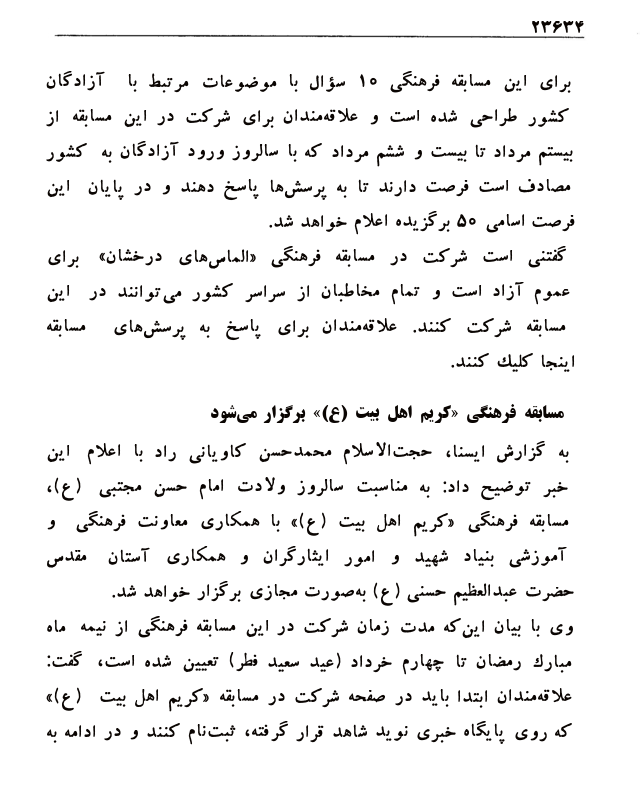 ۲۳۶۳۴
برای این مسابقه فرهنگی ۱۰ سؤال با موضوعات مرتبط با آزادگان
کشور طراحی شده است و علاقه‌مندان برای شرکت در این مسابقه از
بیستم مرداد تا بیست و ششم مرداد که با سالروز ورود آزادگان به کشور
مصادف است فرصت دارند تا به پرسش‌ها پاسخ دهند و در پایان این
فرصت اسامی ۵۰ برگزیده اعلام خواهد شد.
گفتنی است شرکت در مسابقه فرهنگی «الماس‌های درخشان» برای
عموم آزاد است و تمام مخاطبان از سراسر کشور می‌توانند در این
مسابقه شرکت کنند. علاقه‌مندان برای پاسخ به پرسش‌های مسابقه
اینجا کلیك کنند.
مسابقه فرهنگی «کریم اهل بیت (ع)» برگزار می‌شود
به گزارش ایسنا، حجت‌الاسلام محمدحسن کاویانی راد با اعلام این
خبر توضیح داد: به مناسبت سالروز ولادت امام حسن مجتبی (ع)،
مسابقه فرهنگی «کریم اهل بیت (ع)» با همکاری معاونت فرهنگی و
آموزشی بنیاد شهید و امور ایثارگران و همکاری آستان مقدس
حضرت عبدالعظیم حسنی (ع) به‌صورت مجازی برگزار خواهد شد.
وی با بیان این‌که مدت زمان شرکت در این مسابقه فرهنگی از نیمه ماه
مبارك رمضان تا چهارم خرداد (عید سعید فطر) تعیین شده است، گفت:
علاقه‌مندان ابتدا باید در صفحه شرکت در مسابقه «کریم اهل بیت (ع)»
که روی پایگاه خبری نوید شاهد قرار گرفته، ثبت‌نام کنند و در ادامه به